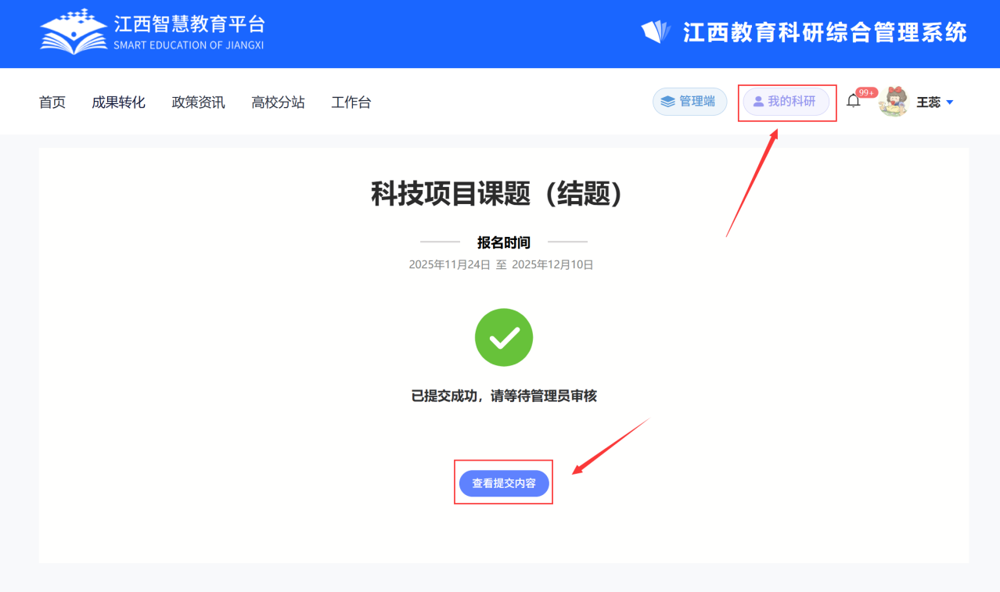 江西智慧教育平台
SMART EDUCATION OF JIANGXI
江西教育科研综合管理系统
首页 成果转化 政策资讯 高校分站 工作台 管理端 我的科研 99+ 王蕊
科技项目课题（结题）
报名时间
2025年11月24日 至 2025年12月10日
已提交成功，请等待管理员审核
查看提交内容